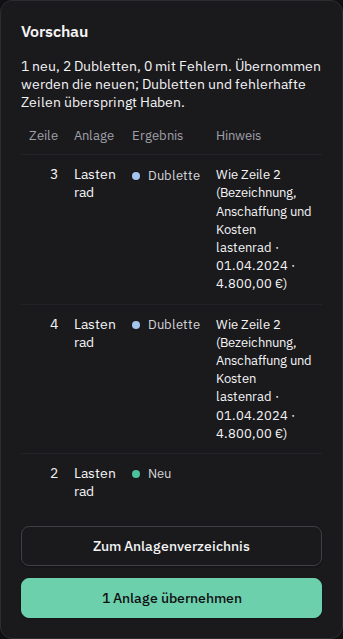 Vorschau
1 neu, 2 Dubletten, 0 mit Fehlern. Übernommen
werden die neuen; Dubletten und fehlerhafte
Zeilen überspringt Haben.
Zeile Anlage Ergebnis Hinweis
3 Lasten Dublette Wie Zeile 2
rad (Bezeichnung,
Anschaffung und
Kosten
lastenrad ·
01.04.2024 ·
4.800,00 €)
4 Lasten Dublette Wie Zeile 2
rad (Bezeichnung,
Anschaffung und
Kosten
lastenrad ·
01.04.2024 ·
4.800,00 €)
2 Lasten Neu
rad
Zum Anlagenverzeichnis
1 Anlage übernehmen